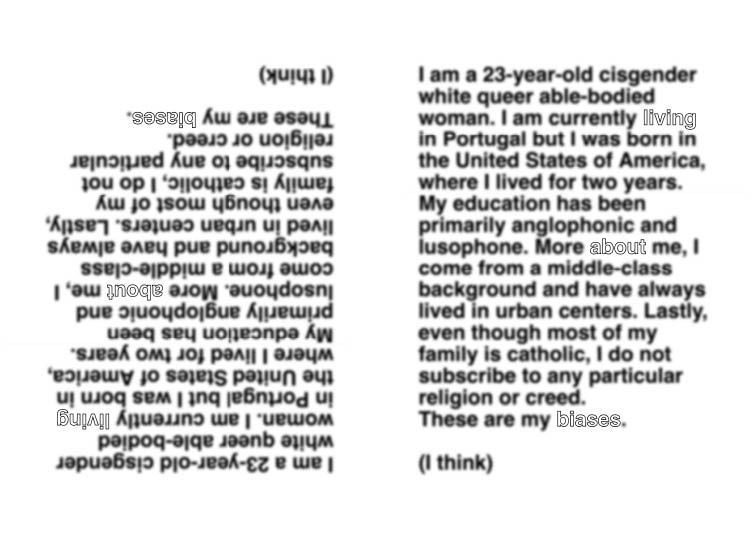 I am a 23-year-old cisgender
white queer able-bodied
woman. I am currently living
in Portugal but I was born in
the United States of America,
where I lived for two years.
My education has been
primarily anglophonic and
lusophone. More about me, I
come from a middle-class
background and have always
lived in urban centers. Lastly,
even though most of my
family is catholic, I do not
subscribe to any particular
religion or creed.
These are my biases.
(I think)
I am a 23-year-old cisgender
white queer able-bodied
woman. I am currently living
in Portugal but I was born in
the United States of America,
where I lived for two years.
My education has been
primarily anglophonic and
lusophone. More about me, I
come from a middle-class
background and have always
lived in urban centers. Lastly,
even though most of my
family is catholic, I do not
subscribe to any particular
religion or creed.
These are my biases.
(I think)